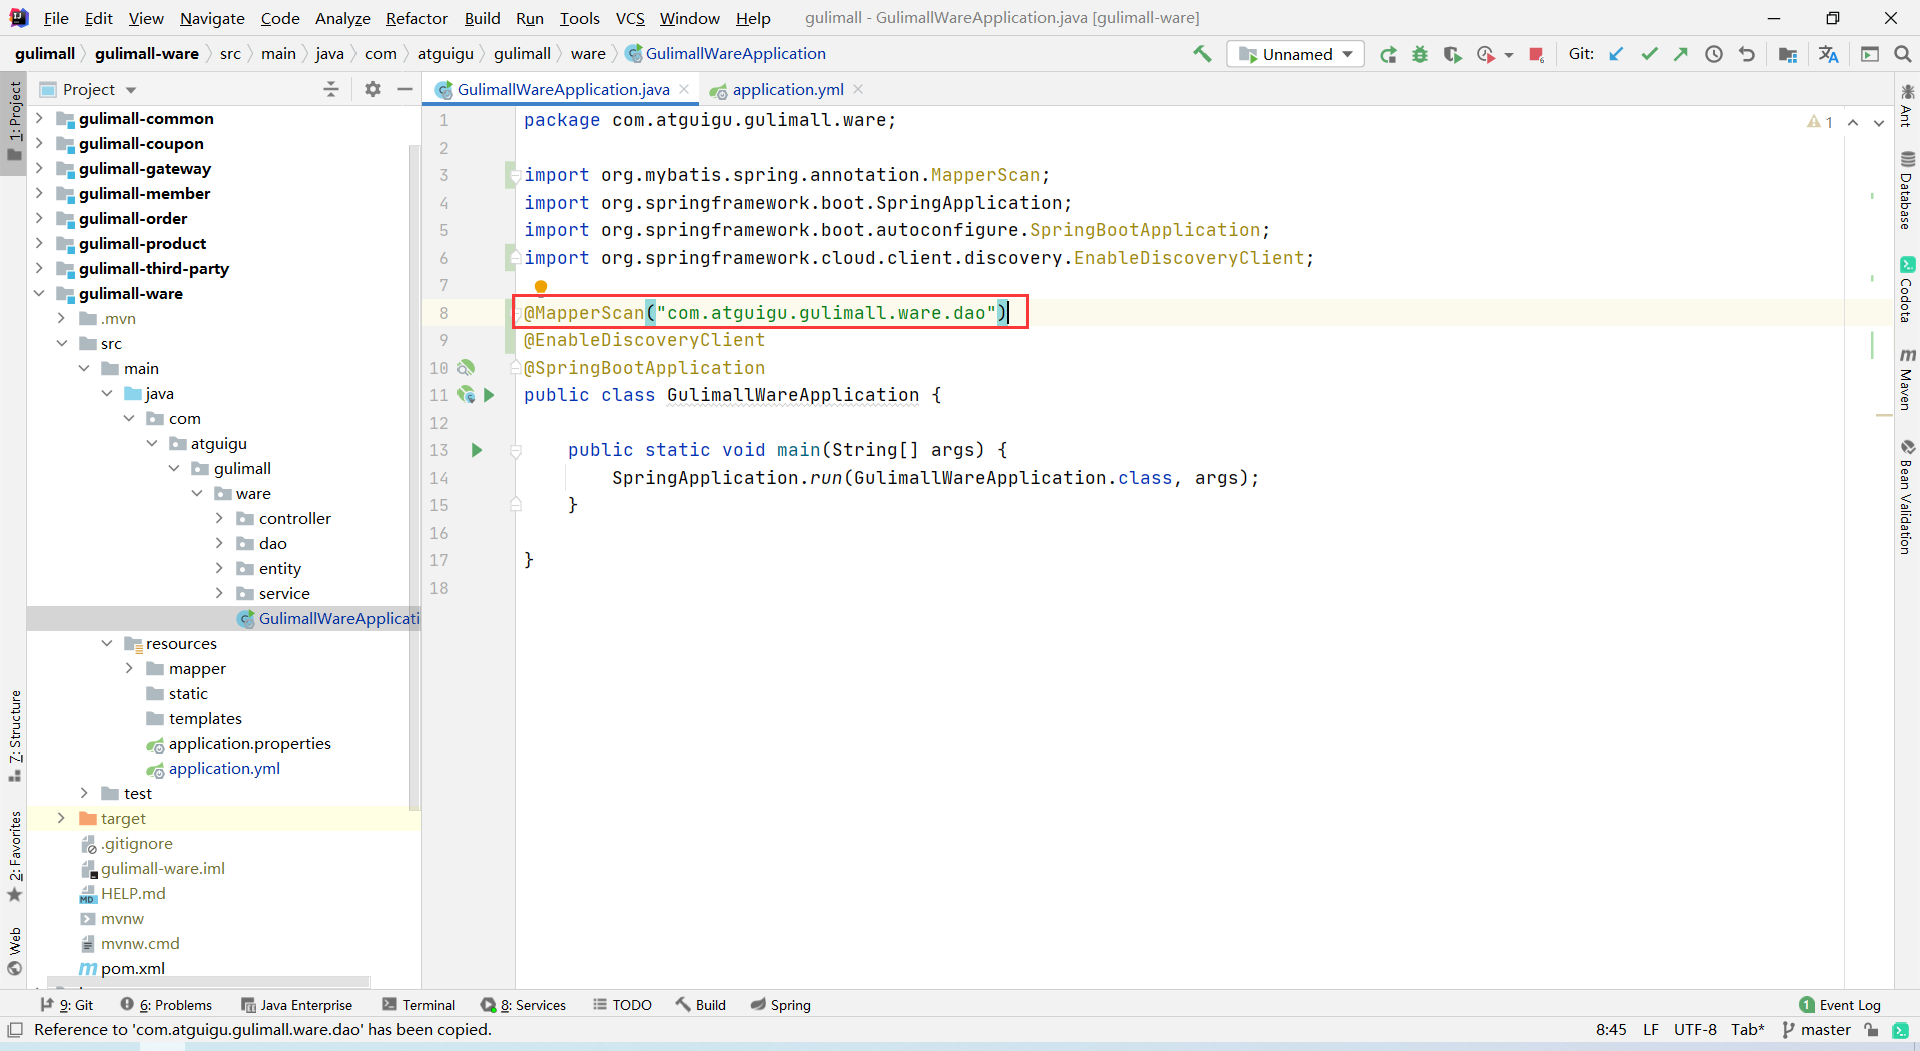 File Edit View Navigate Code Analyze Refactor Build Run Tools VCS Window Help gulimall - GulimallWareApplication.java [gulimall-ware]
gulimall gulimall-ware src main java com atguigu gulimall ware GulimallWareApplication Unnamed Git:
1: Project
7: Structure
2: Favorites
Web
Project
gulimall-common
gulimall-coupon
gulimall-gateway
gulimall-member
gulimall-order
gulimall-product
gulimall-third-party
gulimall-ware
.mvn
src
main
java
com
atguigu
gulimall
ware
controller
dao
entity
service
GulimallWareApplicati
resources
mapper
static
templates
application.properties
application.yml
test
target
.gitignore
gulimall-ware.iml
HELP.md
mvnw
mvnw.cmd
pom.xml
GulimallWareApplication.java application.yml
1 package com.atguigu.gulimall.ware;
2
3 import org.mybatis.spring.annotation.MapperScan;
4 import org.springframework.boot.SpringApplication;
5 import org.springframework.boot.autoconfigure.SpringBootApplication;
6 import org.springframework.cloud.client.discovery.EnableDiscoveryClient;
7
8 @MapperScan("com.atguigu.gulimall.ware.dao")
9 @EnableDiscoveryClient
10 @SpringBootApplication
11 public class GulimallWareApplication {
12
13 public static void main(String[] args) {
14 SpringApplication.run(GulimallWareApplication.class, args);
15 }
16
17 }
18
1
Ant
Database
Codota
Maven
Bean Validation
9: Git 6: Problems Java Enterprise Terminal 8: Services TODO Build Spring 1 Event Log
Reference to 'com.atguigu.gulimall.ware.dao' has been copied. 8:45 LF UTF-8 Tab* master